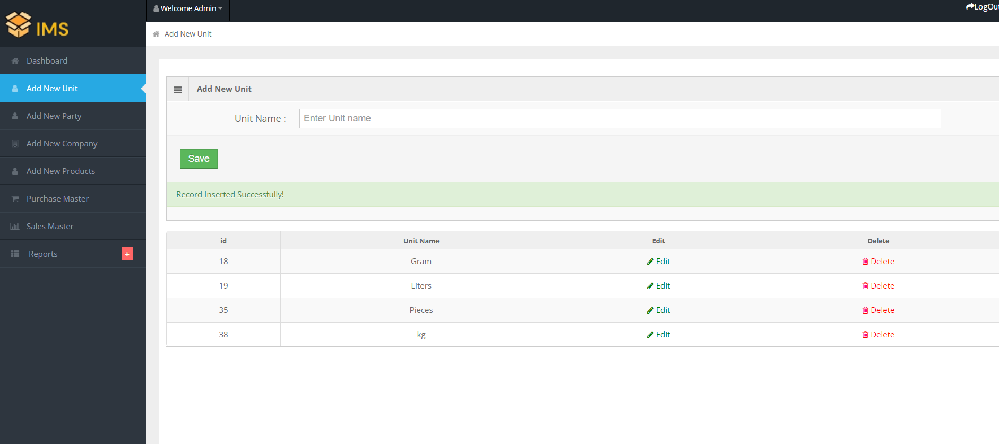 IMS
Welcome Admin
LogOut
Add New Unit
Dashboard
Add New Unit
Add New Party
Add New Company
Add New Products
Purchase Master
Sales Master
Reports +
Add New Unit
Unit Name : Enter Unit name
Save
Record Inserted Successfully!
id Unit Name Edit Delete
18 Gram Edit Delete
19 Liters Edit Delete
35 Pieces Edit Delete
38 kg Edit Delete